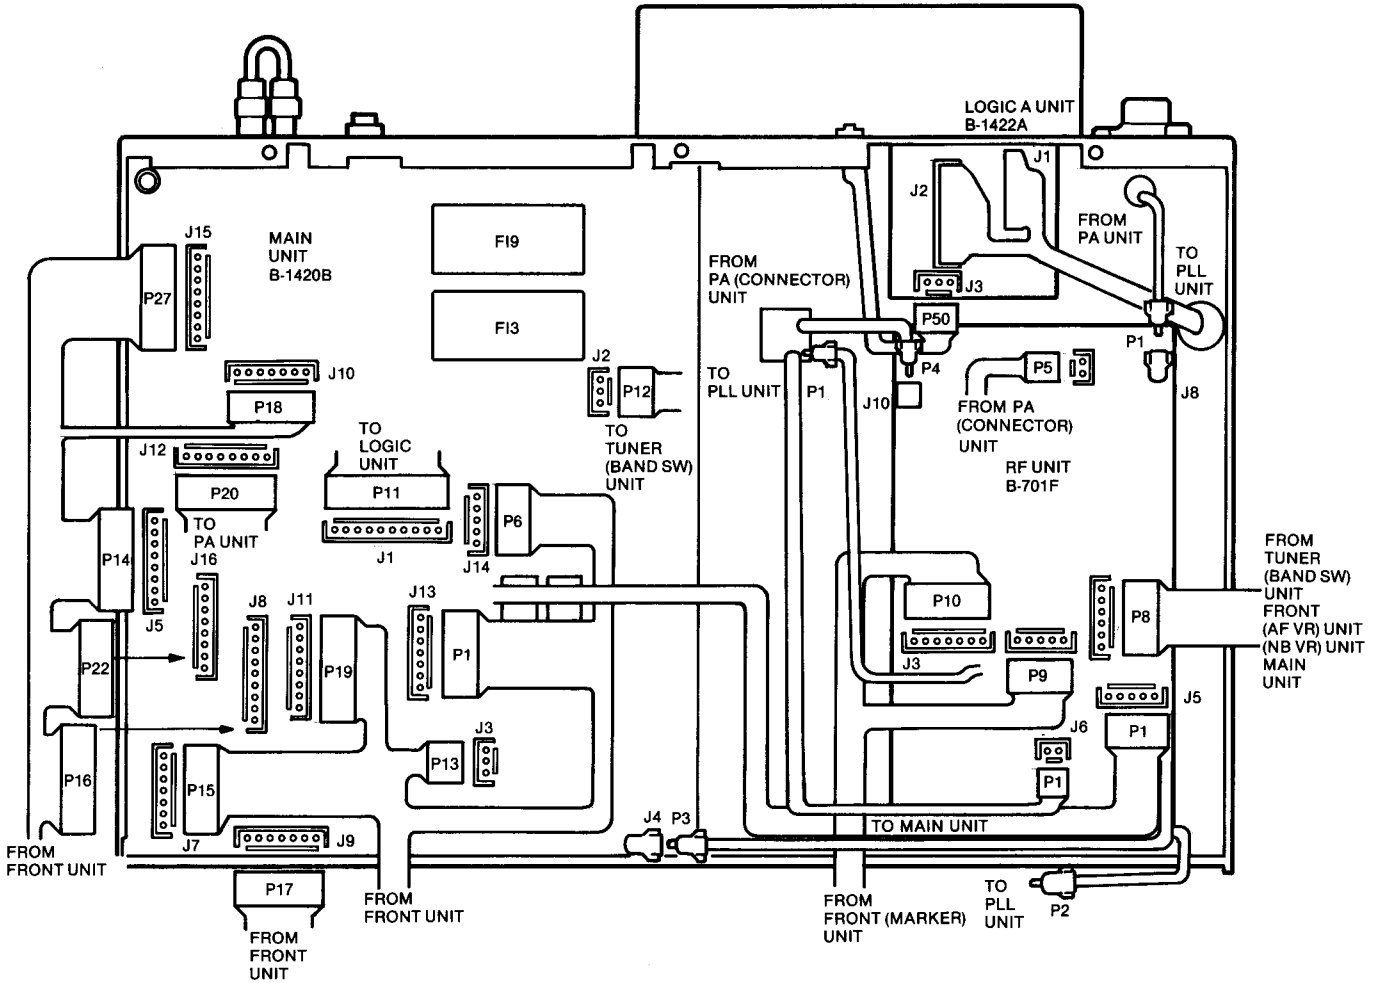 LOGIC A UNIT
B-1422A
J1
J2
J3
P50
FROM
PA UNIT
TO
PLL
UNIT
P1
J8
J15
MAIN
UNIT
B-1420B
P27
FI9
FI3
FROM
PA (CONNECTOR)
UNIT
TO
PLL UNIT
P1
P4
J10
P5
FROM PA
(CONNECTOR)
UNIT
RF UNIT
B-701F
J10
P18
J12
P20
TO
PA UNIT
TO
LOGIC
UNIT
P11
J1
J2
P12
TO
TUNER
(BAND SW)
UNIT
J14
P6
P14
J5
J16
J8
J11
P19
J13
P1
P22
P16
P15
J7
P13
J3
J9
P17
FROM
FRONT UNIT
FROM
FRONT
UNIT
FROM
FRONT UNIT
J4
P3
P10
J3
P9
P8
FROM
TUNER
(BAND SW)
UNIT
FRONT
(AF VR) UNIT
(NB VR) UNIT
MAIN
UNIT
J5
P1
J6
P1
TO MAIN UNIT
FROM
FRONT (MARKER)
UNIT
TO
PLL
UNIT
P2